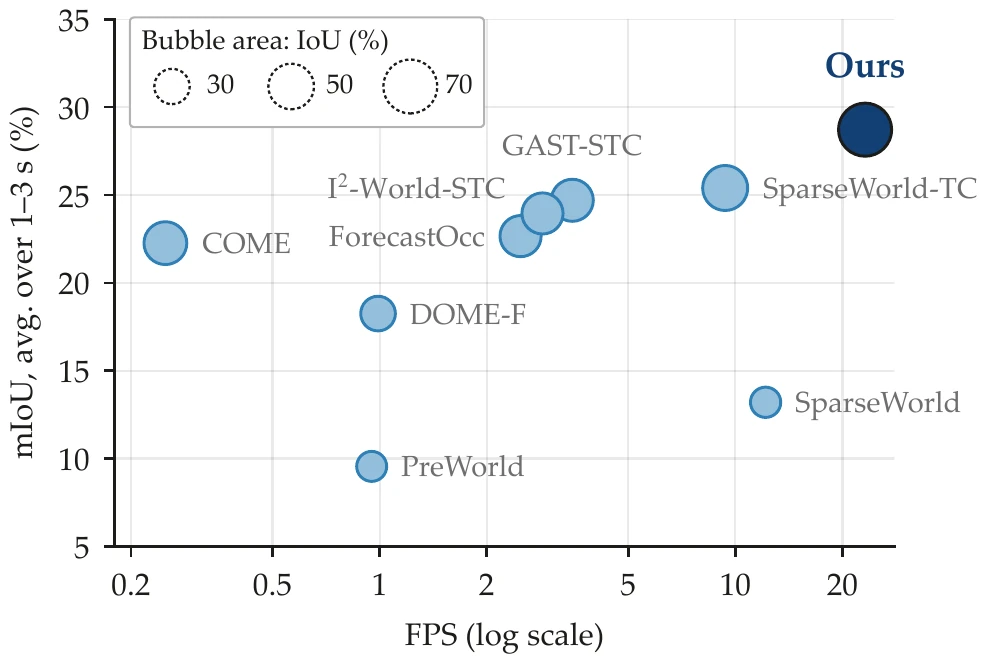 35
30
25
20
15
10
5
mIoU, avg. over 1–3 s (%)
Bubble area: IoU (%)
30 50 70
Ours
GAST-STC
I²-World-STC
SparseWorld-TC
ForecastOcc
COME
DOME-F
SparseWorld
PreWorld
0.2 0.5 1 2 5 10 20
FPS (log scale)